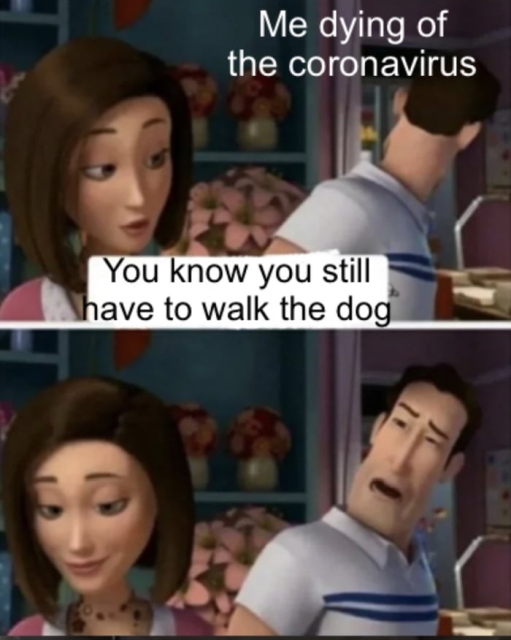 Me dying of
the coronavirus
You know you still
have to walk the dog